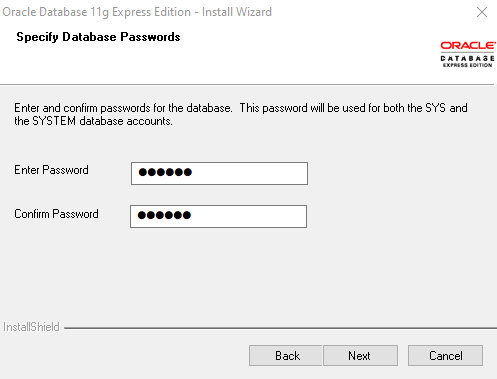 Oracle Database 11g Express Edition - Install Wizard
Specify Database Passwords
ORACLE
DATABASE
EXPRESS EDITION
Enter and confirm passwords for the database. This password will be used for both the SYS and
the SYSTEM database accounts.
Enter Password ●●●●●●
Confirm Password ●●●●●●
InstallShield
Back Next Cancel